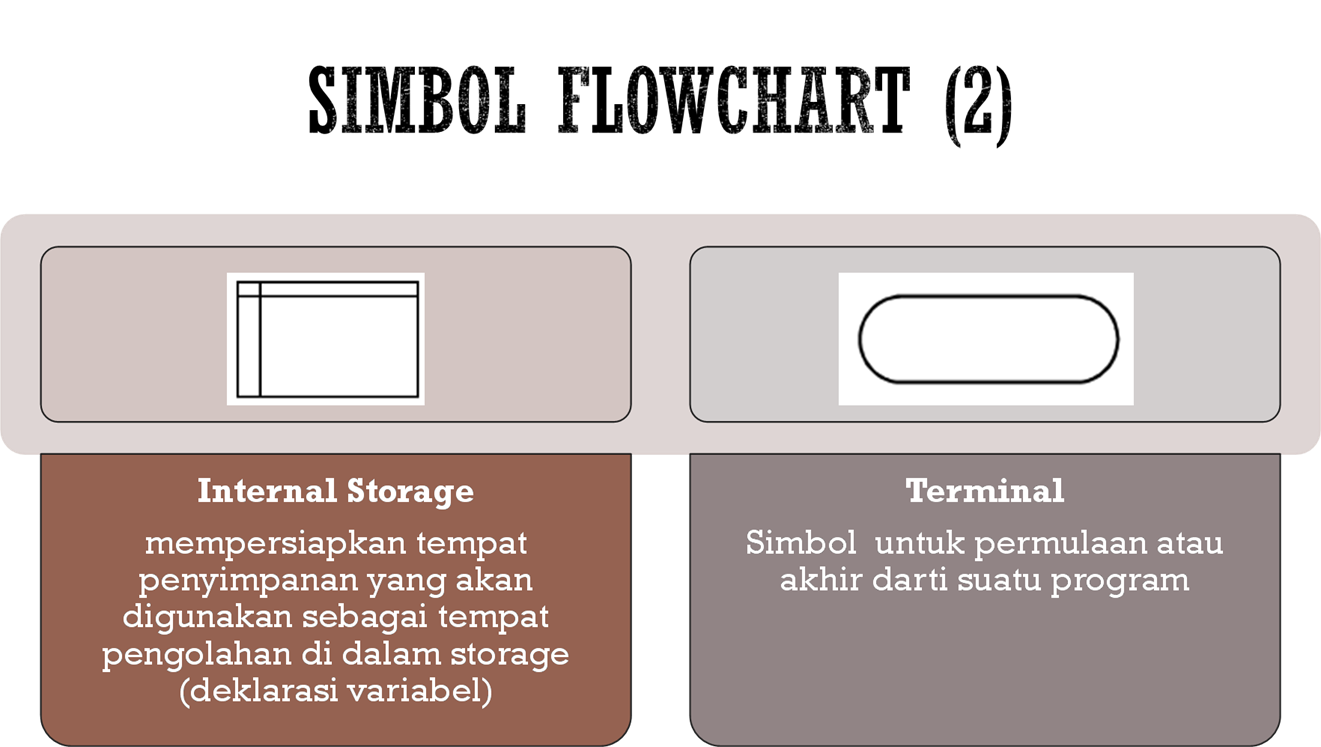 SIMBOL FLOWCHART (2)
Internal Storage
mempersiapkan tempat
penyimpanan yang akan
digunakan sebagai tempat
pengolahan di dalam storage
(deklarasi variabel)
Terminal
Simbol  untuk permulaan atau
akhir darti suatu program